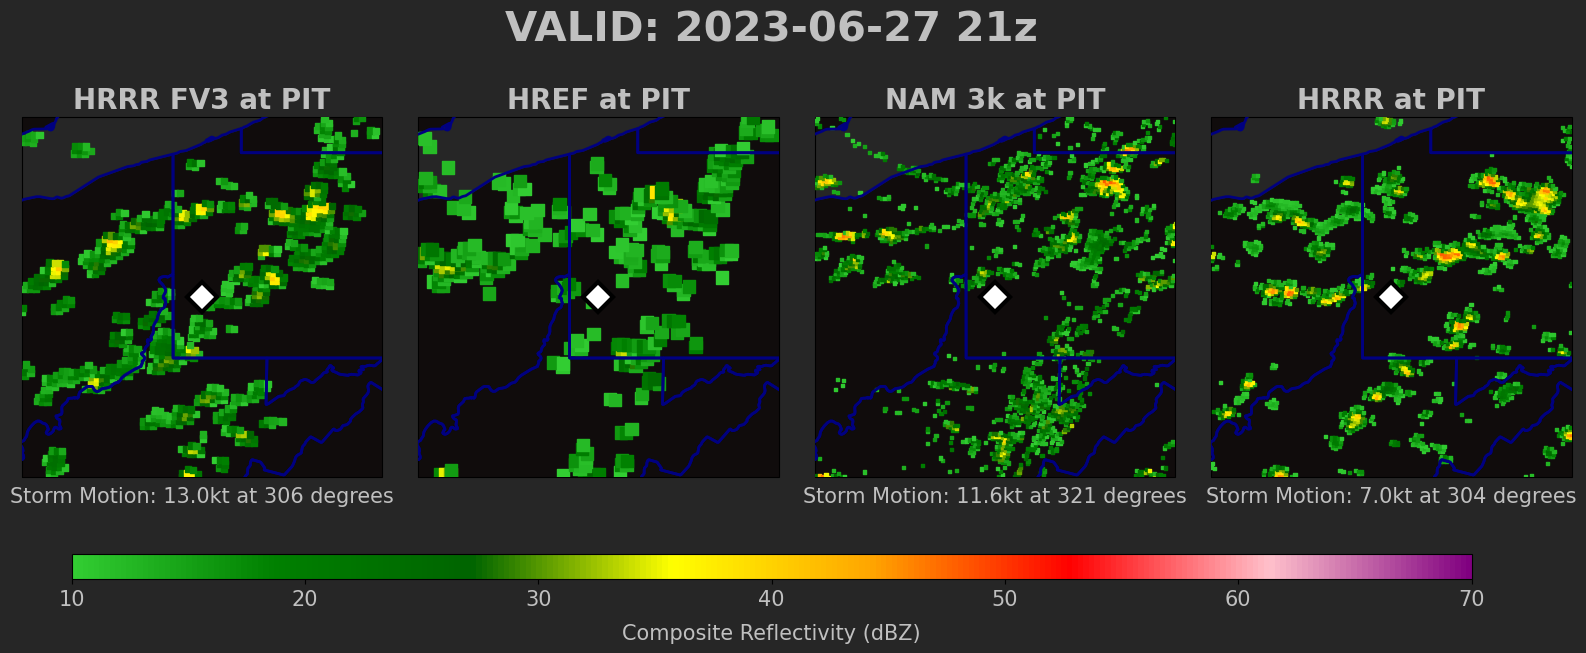 VALID: 2023-06-27 21z
HRRR FV3 at PIT
HREF at PIT
NAM 3k at PIT
HRRR at PIT
Storm Motion: 13.0kt at 306 degrees
Storm Motion: 11.6kt at 321 degrees
Storm Motion: 7.0kt at 304 degrees
10 20 30 40 50 60 70
Composite Reflectivity (dBZ)